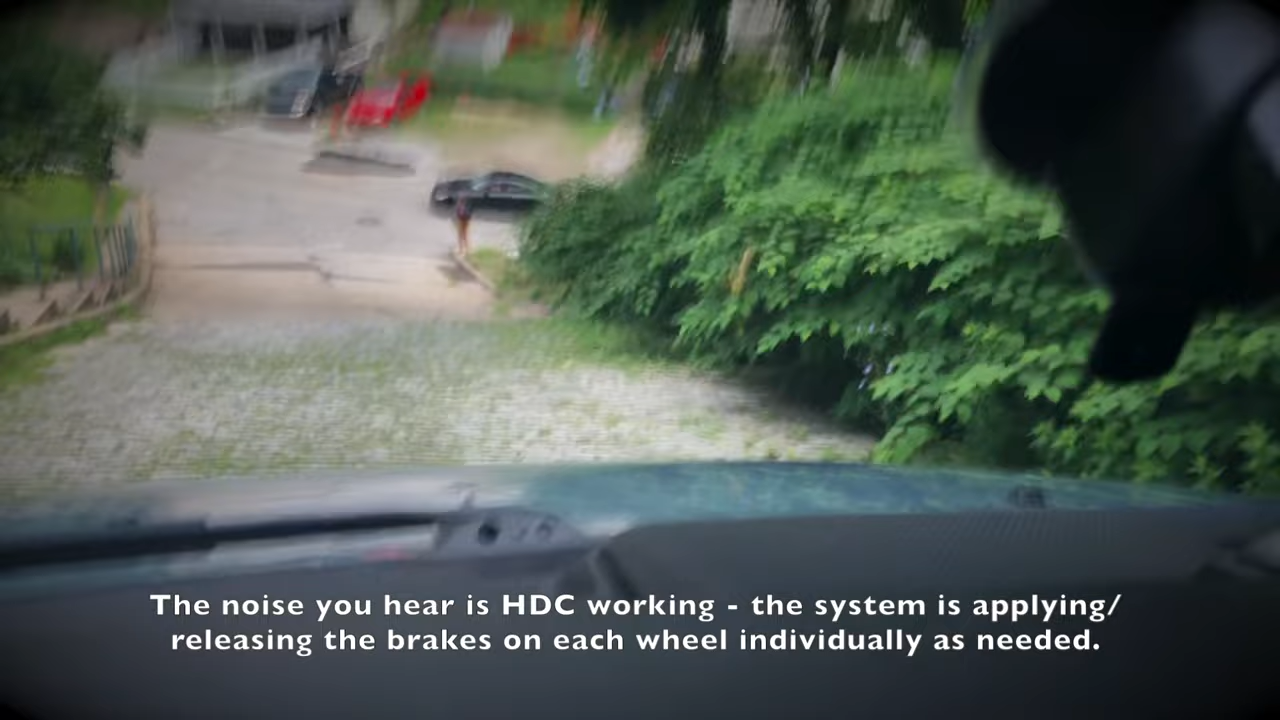 The noise you hear is HDC working - the system is applying/
releasing the brakes on each wheel individually as needed.